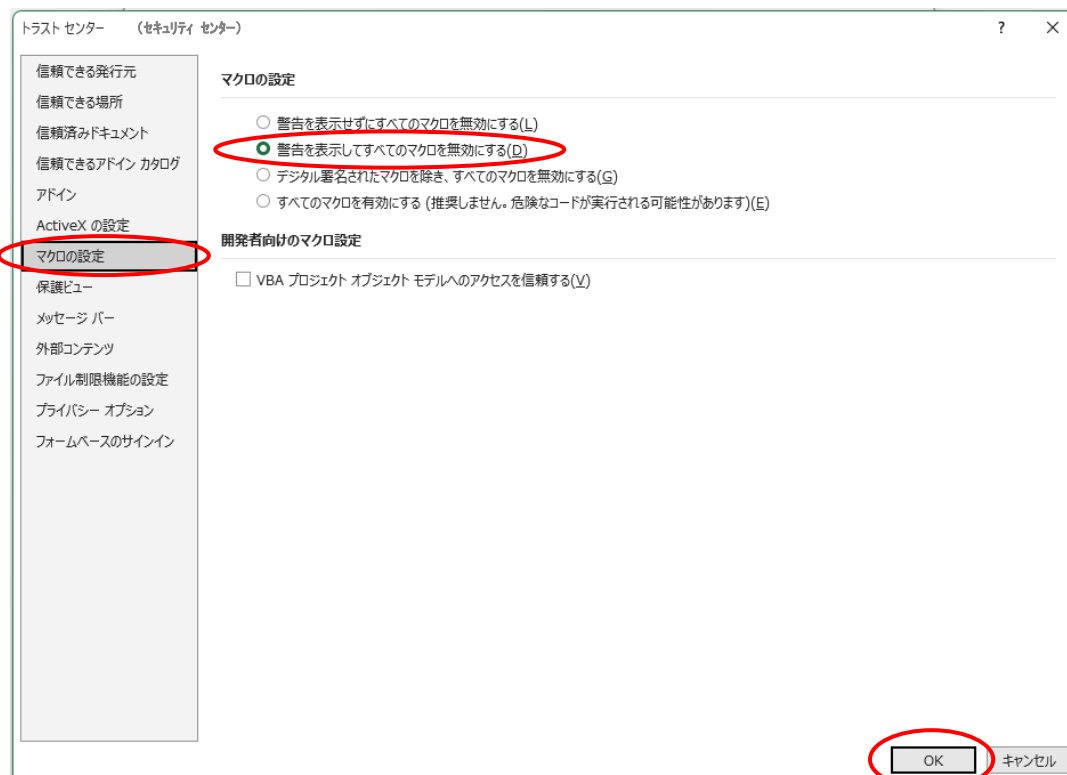 トラスト センター （セキュリティ センター）
? ×
信頼できる発行元
信頼できる場所
信頼済みドキュメント
信頼できるアドイン カタログ
アドイン
ActiveX の設定
マクロの設定
保護ビュー
メッセージ バー
外部コンテンツ
ファイル制限機能の設定
プライバシー オプション
フォームベースのサインイン
マクロの設定
警告を表示せずにすべてのマクロを無効にする(L)
警告を表示してすべてのマクロを無効にする(D)
デジタル署名されたマクロを除き、すべてのマクロを無効にする(G)
すべてのマクロを有効にする (推奨しません。危険なコードが実行される可能性があります)(E)
開発者向けのマクロ設定
VBA プロジェクト オブジェクト モデルへのアクセスを信頼する(V)
OK
キャンセル